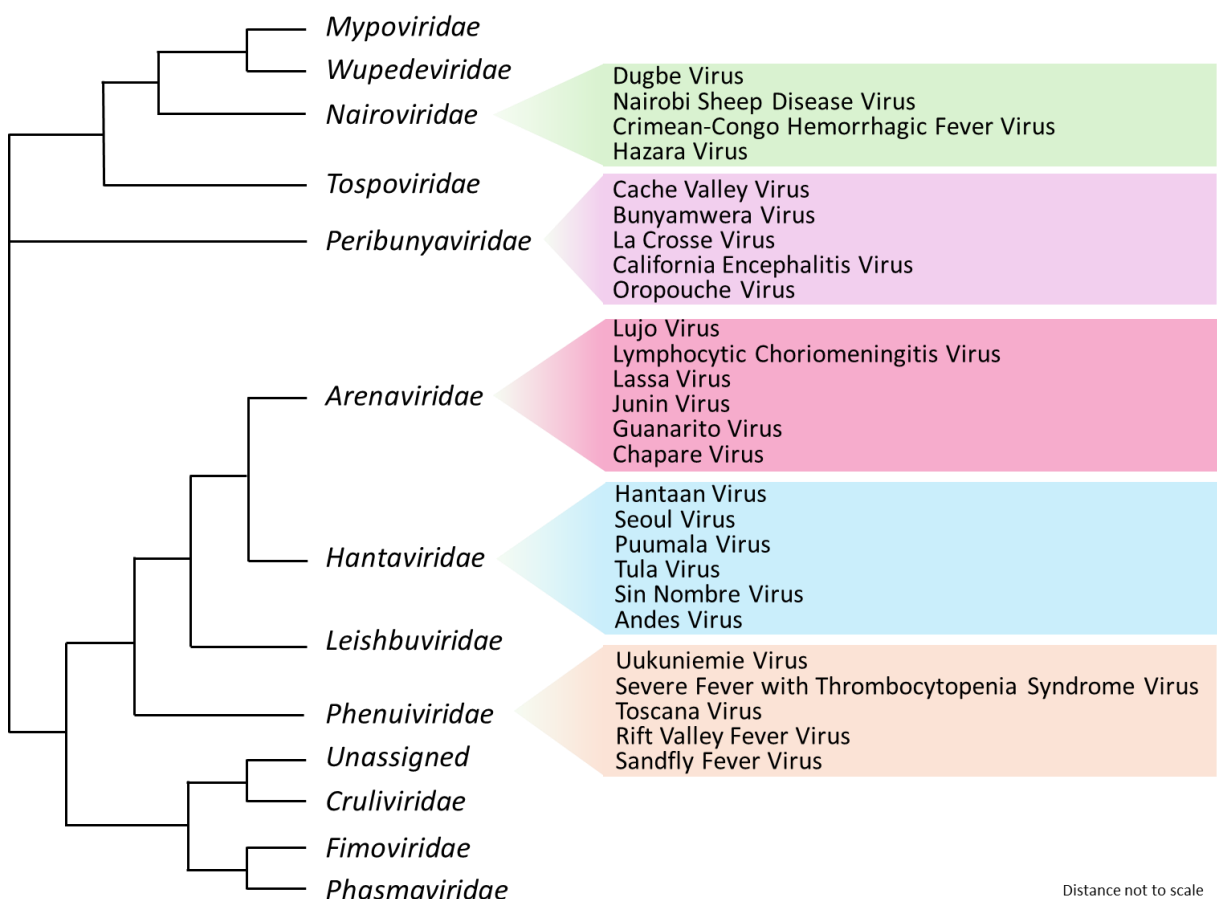 Mypoviridae
Wupedeviridae
Nairoviridae
Dugbe Virus
Nairobi Sheep Disease Virus
Crimean-Congo Hemorrhagic Fever Virus
Hazara Virus
Tospoviridae
Peribunyaviridae
Cache Valley Virus
Bunyamwera Virus
La Crosse Virus
California Encephalitis Virus
Oropouche Virus
Arenaviridae
Lujo Virus
Lymphocytic Choriomeningitis Virus
Lassa Virus
Junin Virus
Guanarito Virus
Chapare Virus
Hantaviridae
Hantaan Virus
Seoul Virus
Puumala Virus
Tula Virus
Sin Nombre Virus
Andes Virus
Leishbuviridae
Phenuiviridae
Uukuniemie Virus
Severe Fever with Thrombocytopenia Syndrome Virus
Toscana Virus
Rift Valley Fever Virus
Sandfly Fever Virus
Unassigned
Cruliviridae
Fimoviridae
Phasmaviridae
Distance not to scale